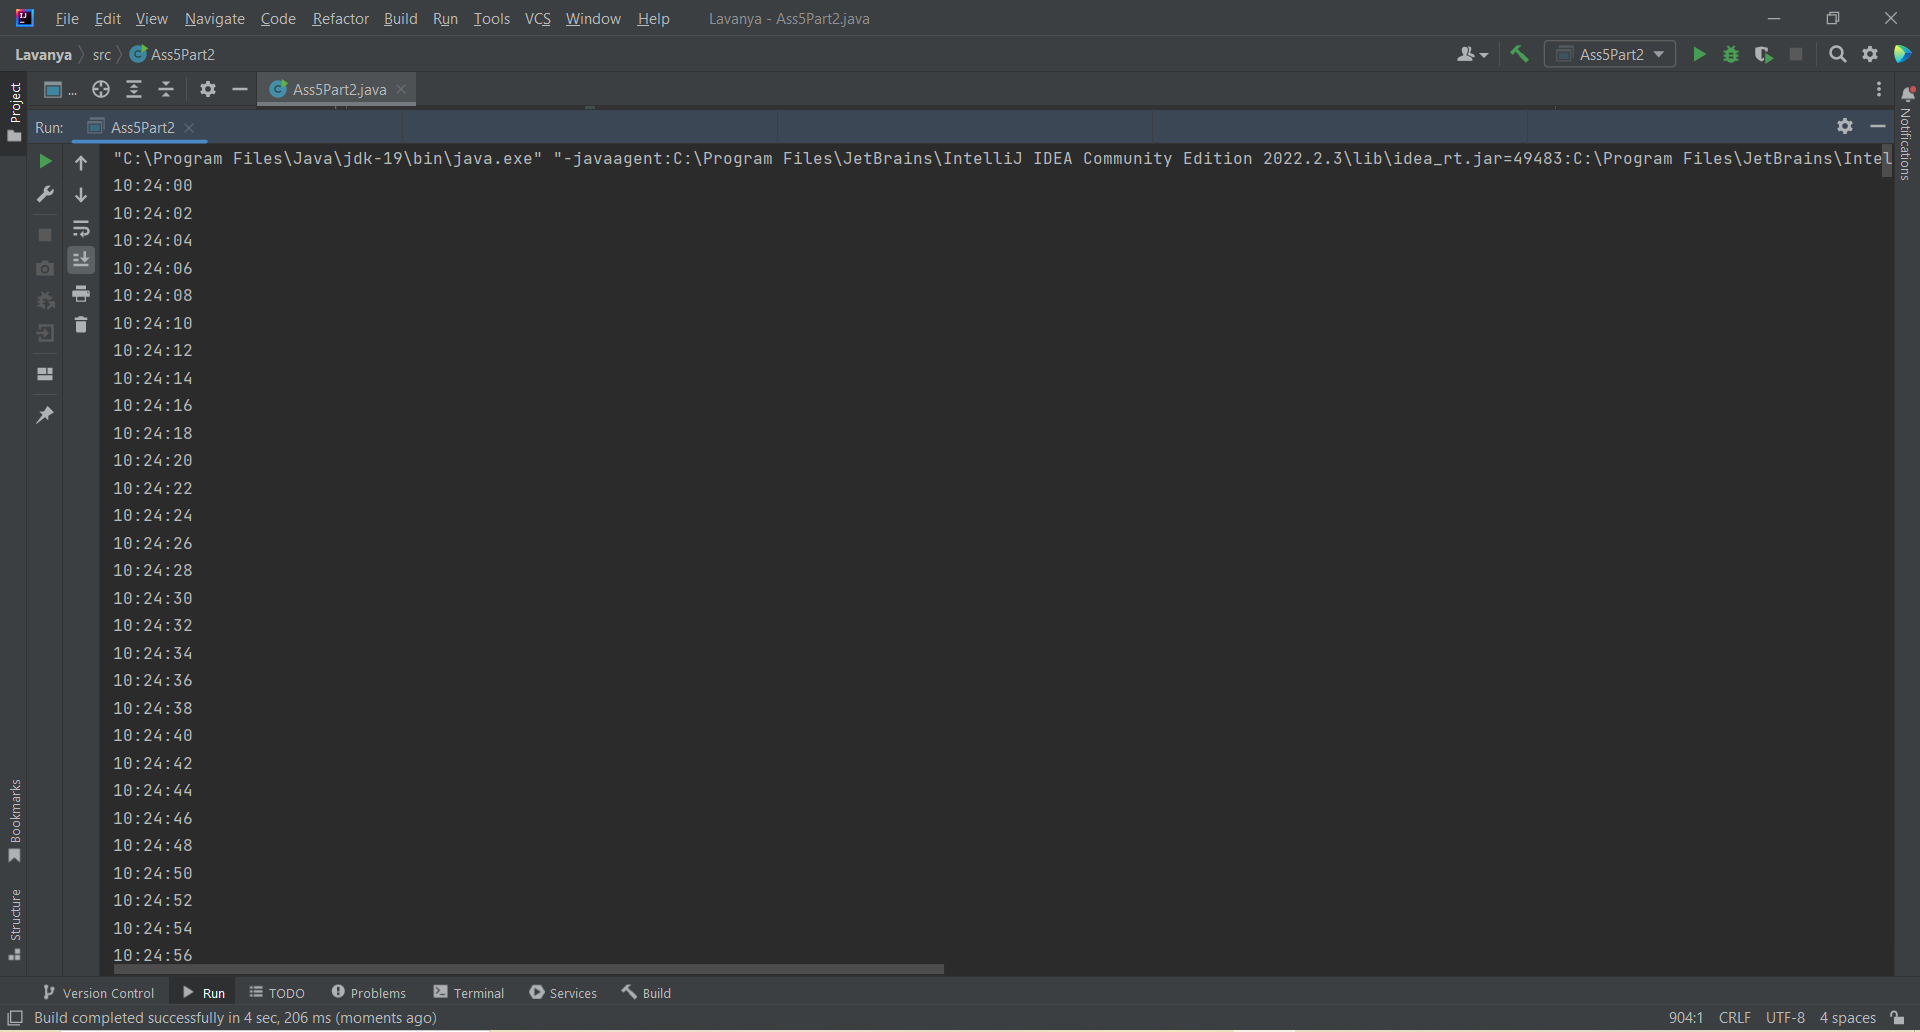 File Edit View Navigate Code Refactor Build Run Tools VCS Window Help Lavanya - Ass5Part2.java
Lavanya src Ass5Part2 Ass5Part2
Project ... Ass5Part2.java
Run: Ass5Part2
Notifications
"C:\Program Files\Java\jdk-19\bin\java.exe" "-javaagent:C:\Program Files\JetBrains\IntelliJ IDEA Community Edition 2022.2.3\lib\idea_rt.jar=49483:C:\Program Files\JetBrains\Intel
10:24:00
10:24:02
10:24:04
10:24:06
10:24:08
10:24:10
10:24:12
10:24:14
10:24:16
10:24:18
10:24:20
10:24:22
10:24:24
10:24:26
10:24:28
10:24:30
10:24:32
10:24:34
10:24:36
10:24:38
10:24:40
10:24:42
10:24:44
10:24:46
10:24:48
10:24:50
10:24:52
10:24:54
10:24:56
Bookmarks
Structure
Version Control Run TODO Problems Terminal Services Build
Build completed successfully in 4 sec, 206 ms (moments ago) 904:1 CRLF UTF-8 4 spaces